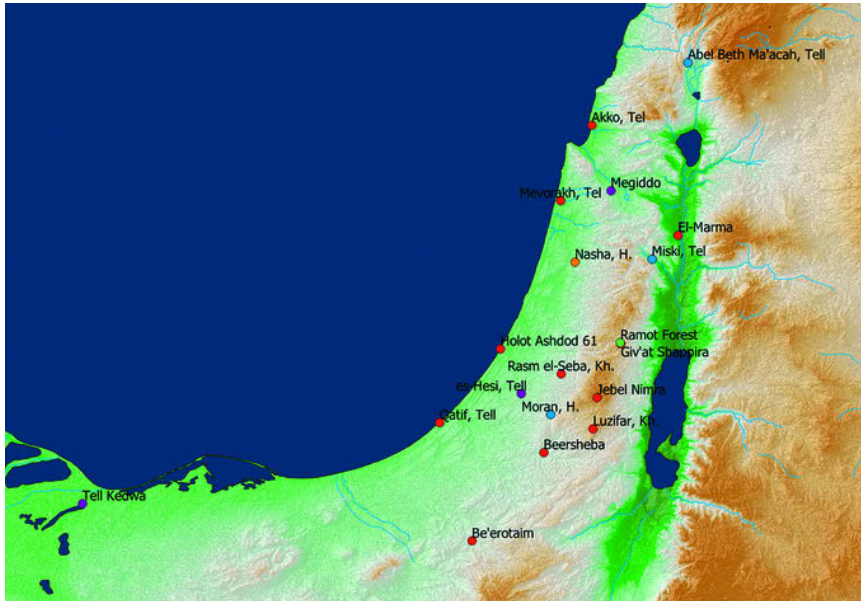 Abel Beth Ma'acah, Tell
Akko, Tel
Megiddo
Mevorakh, Tel
El-Marma
Miski, Tel
Nasha, H.
Ramot Forest
Holot Ashdod 61
Giv'at Shappira
Rasm el-Seba, Kh.
es-Hesi, Tell
Jebel Nimra
Moran, H.
Qatif, Tell
Luzifar, Kh.
Beersheba
Tell Kedwa
Be'erotaim